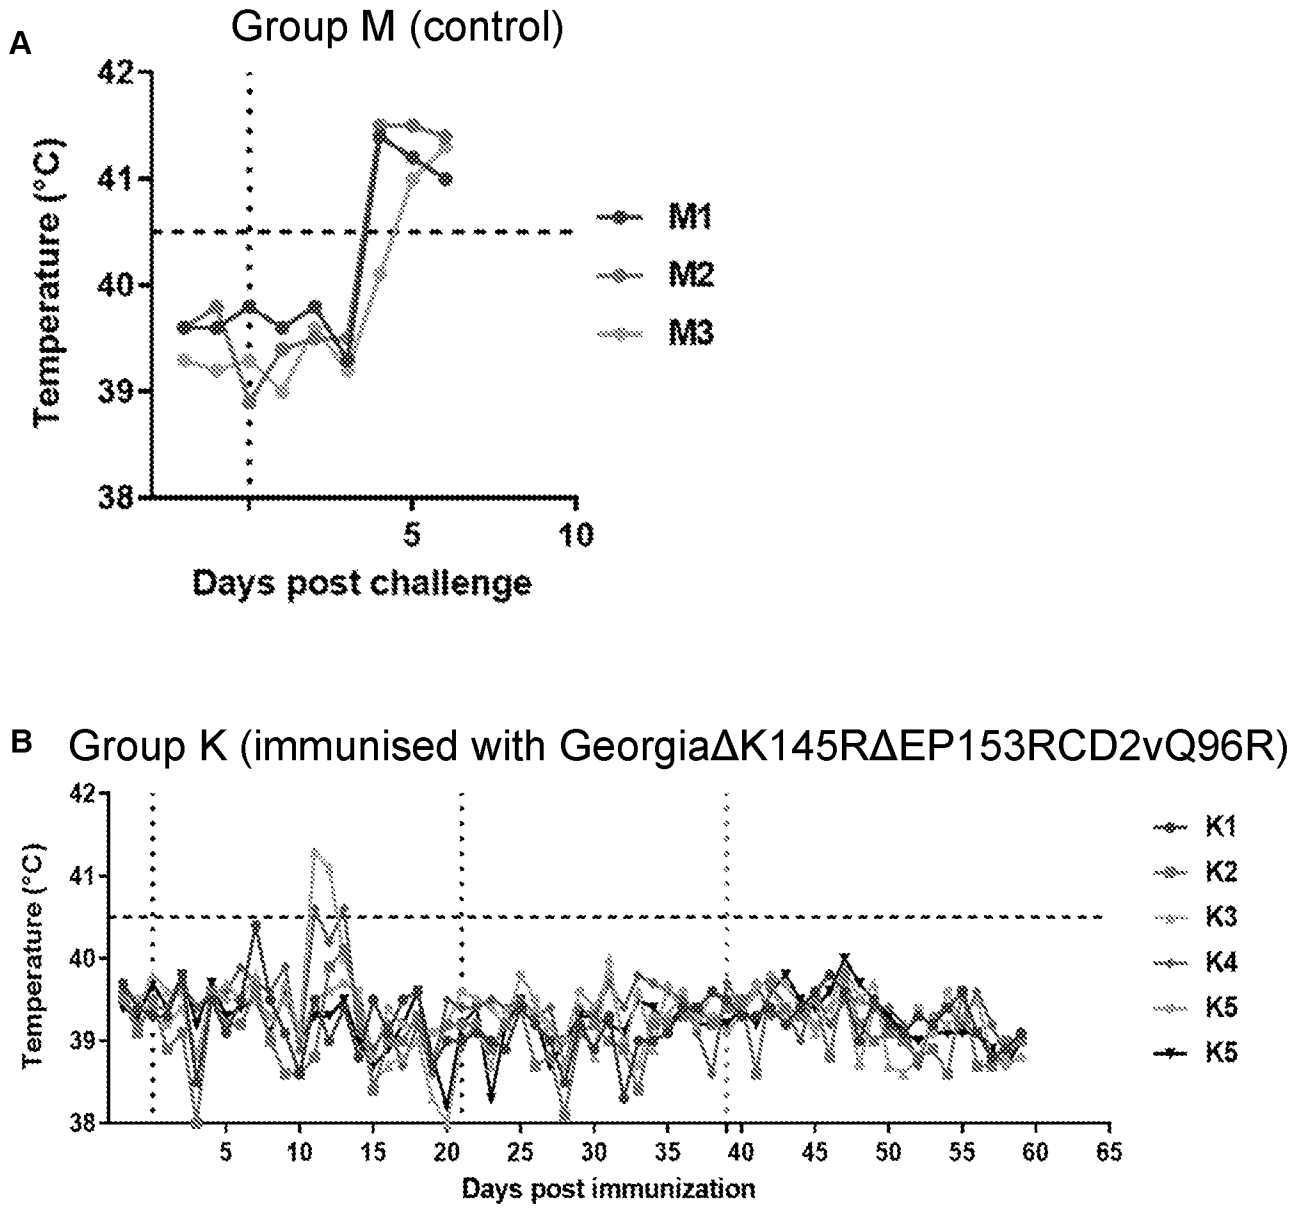 A
Group M (control)
42
41
40
39
38
Temperature (°C)
5
10
Days post challenge
M1
M2
M3
B
Group K (immunised with GeorgiaΔK145RΔEP153RCD2vQ96R)
42
41
40
39
38
Temperature (°C)
5 10 15 20 25 30 35 40 45 50 55 60 65
Days post immunization
K1
K2
K3
K4
K5
K5